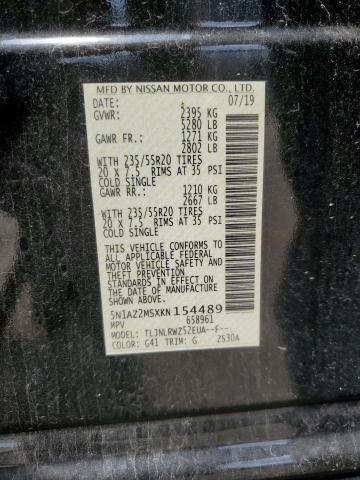 MFD BY NISSAN MOTOR CO., LTD.
DATE: 07/19
GVWR: 2395 KG
5280 LB
GAWR FR.: 1271 KG
2802 LB
WITH 235/55R20 TIRES
20 X 7.5 RIMS AT 35 PSI
COLD SINGLE
GAWR RR.: 1210 KG
2667 LB
WITH 235/55R20 TIRES
20 X 7.5 RIMS AT 35 PSI
COLD SINGLE
THIS VEHICLE CONFORMS TO
ALL APPLICABLE FEDERAL
MOTOR VEHICLE SAFETY AND
THEFT PREVENTION
STANDARDS IN EFFECT ON
THE DATE OF MANUFACTURE
SHOWN ABOVE.
5N1AZ2MSXKN154489
MPV 658961
MODEL: TLJNLRWZ52EUA--F--
COLOR: G41 TRIM: G 2S30A